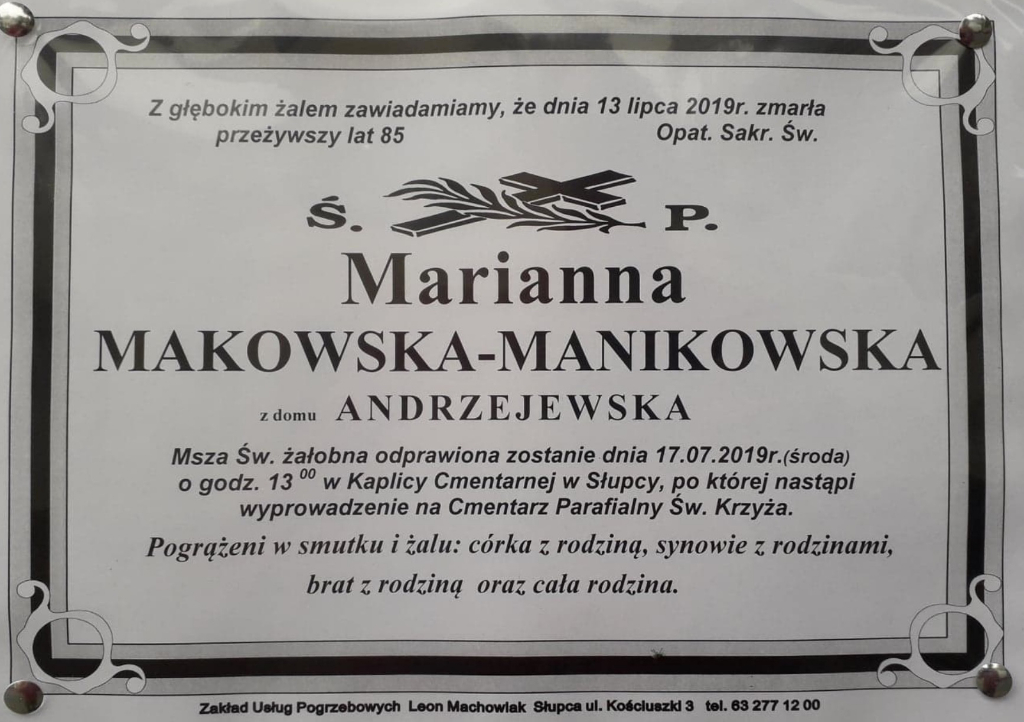 Z głębokim żalem zawiadamiamy, że dnia 13 lipca 2019r. zmarła
przeżywszy lat 85 Opat. Sakr. Św.
Ś. P.
Marianna
MAKOWSKA-MANIKOWSKA
z domu ANDRZEJEWSKA
Msza Św. żałobna odprawiona zostanie dnia 17.07.2019r.(środa)
o godz. 13 00 w Kaplicy Cmentarnej w Słupcy, po której nastąpi
wyprowadzenie na Cmentarz Parafialny Św. Krzyża.
Pogrążeni w smutku i żalu: córka z rodziną, synowie z rodzinami,
brat z rodziną oraz cała rodzina.
Zakład Usług Pogrzebowych Leon Machowiak Słupca ul. Kościuszki 3 tel. 63 277 12 00